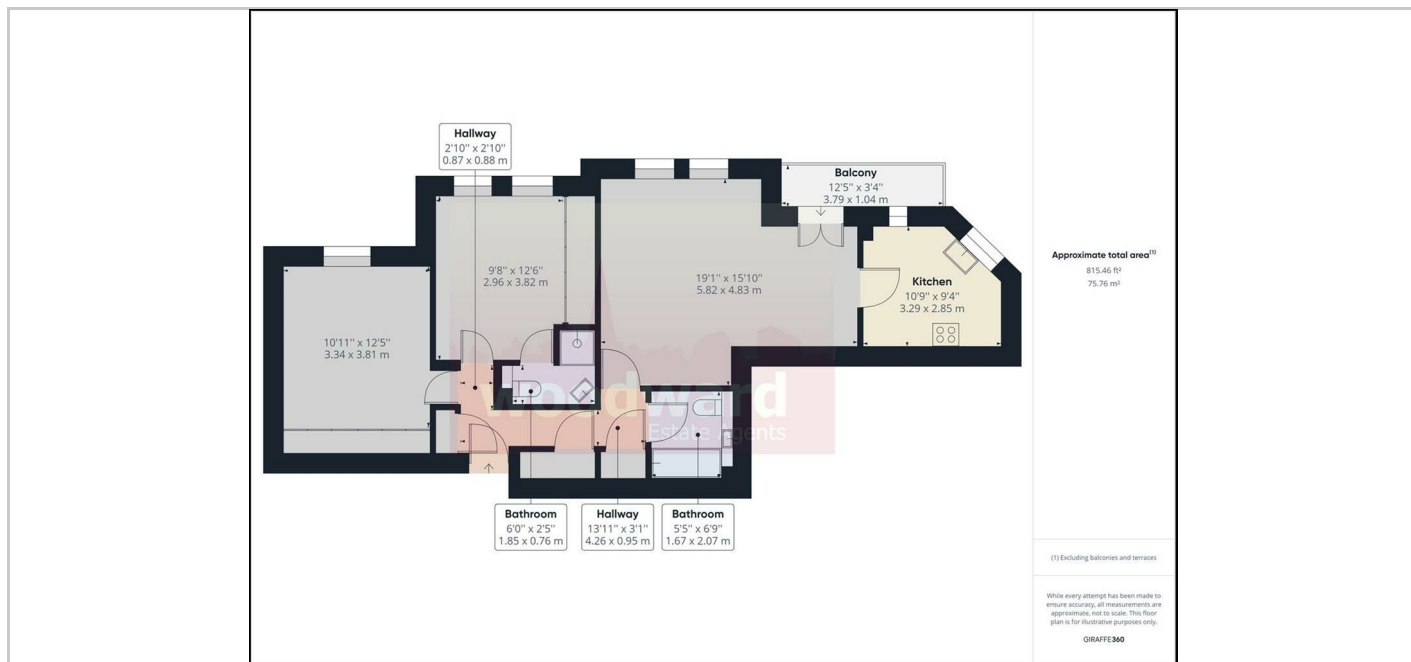 Hallway
2'10'' x 2'10''
0.87 x 0.88 m
Balcony
12'5'' x 3'4''
3.79 x 1.04 m
9'8'' x 12'6''
2.96 x 3.82 m
19'1'' x 15'10''
5.82 x 4.83 m
Kitchen
10'9'' x 9'4''
3.29 x 2.85 m
10'11'' x 12'5''
3.34 x 3.81 m
woodward
Estate Agents
Bathroom
6'0'' x 2'5''
1.85 x 0.76 m
Hallway
13'11'' x 3'1''
4.26 x 0.95 m
Bathroom
5'5'' x 6'9''
1.67 x 2.07 m
Approximate total area(1)
815.46 ft²
75.76 m²
(1) Excluding balconies and terraces
While every attempt has been made to
ensure accuracy, all measurements are
approximate, not to scale. This floor
plan is for illustrative purposes only.
GIRAFFE360